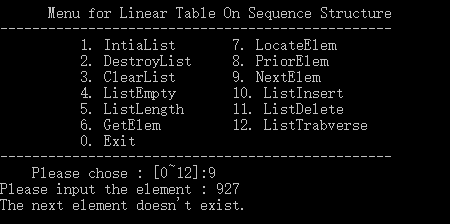 Menu for Linear Table On Sequence Structure
-------------------------------------------------
1. IntiaList 7. LocateElem
2. DestroyList 8. PriorElem
3. ClearList 9. NextElem
4. ListEmpty 10. ListInsert
5. ListLength 11. ListDelete
6. GetElem 12. ListTrabverse
0. Exit
-------------------------------------------------
Please chose : [0~12]:9
Please input the element : 927
The next element doesn't exist.